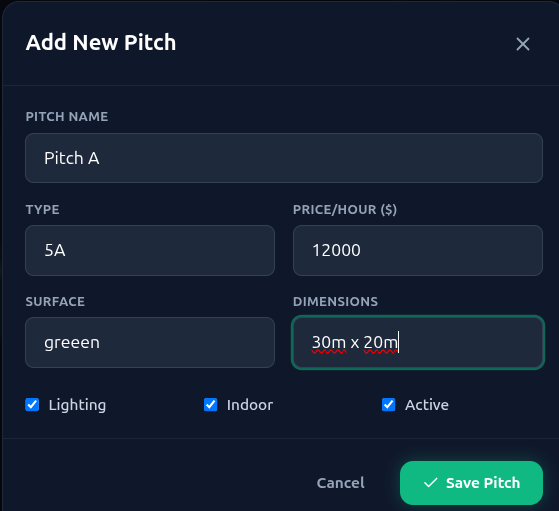 Add New Pitch
PITCH NAME
Pitch A
TYPE
PRICE/HOUR ($)
5A
12000
SURFACE
DIMENSIONS
greeen
30m x 20m
Lighting
Indoor
Active
Cancel
Save Pitch